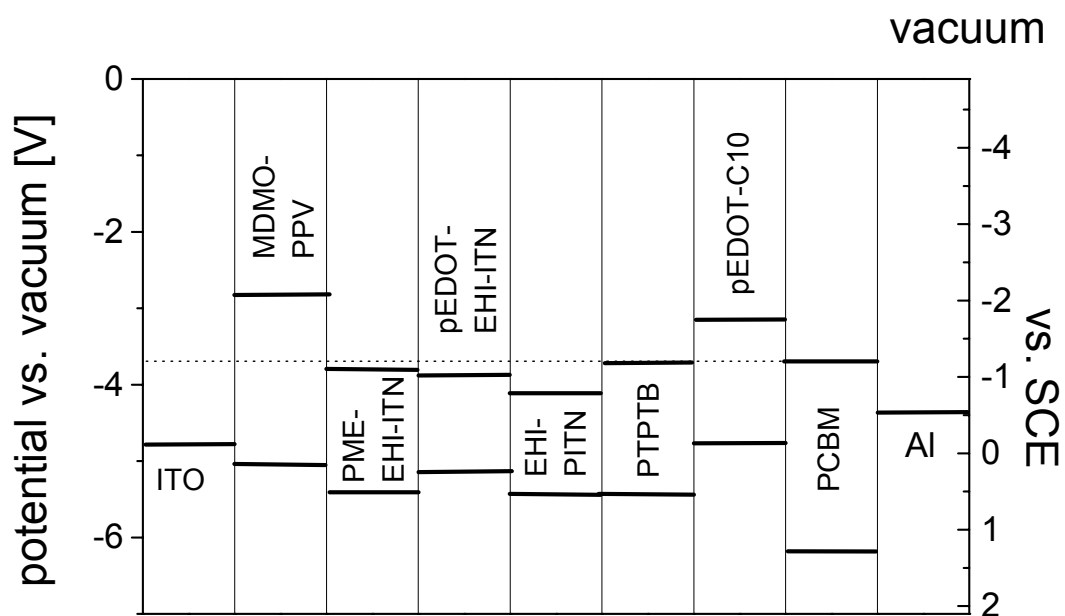 vacuum
potential vs. vacuum [V]
0
-2
-4
-6
ITO
MDMO-
PPV
PME-
EHI-ITN
pEDOT-
EHI-ITN
EHI-
PITN
PTPTB
pEDOT-C10
PCBM
Al
-4
-3
-2
-1
0
1
2
vs. SCE